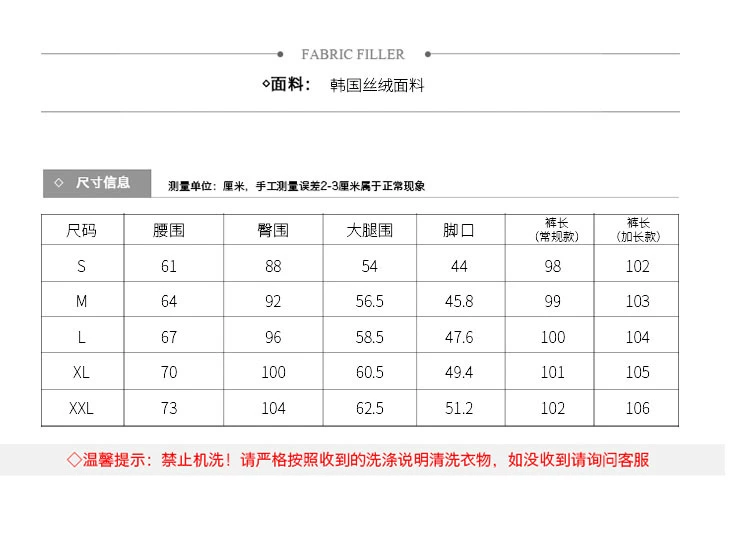 FABRIC FILLER
◇面料： 韩国丝绒面料
◇ 尺寸信息 测量单位：厘米，手工测量误差2-3厘米属于正常现象
尺码 腰围 臀围 大腿围 脚口 裤长(常规款) 裤长(加长款)
S 61 88 54 44 98 102
M 64 92 56.5 45.8 99 103
L 67 96 58.5 47.6 100 104
XL 70 100 60.5 49.4 101 105
XXL 73 104 62.5 51.2 102 106
◇温馨提示：禁止机洗！请严格按照收到的洗涤说明清洗衣物，如没收到请询问客服